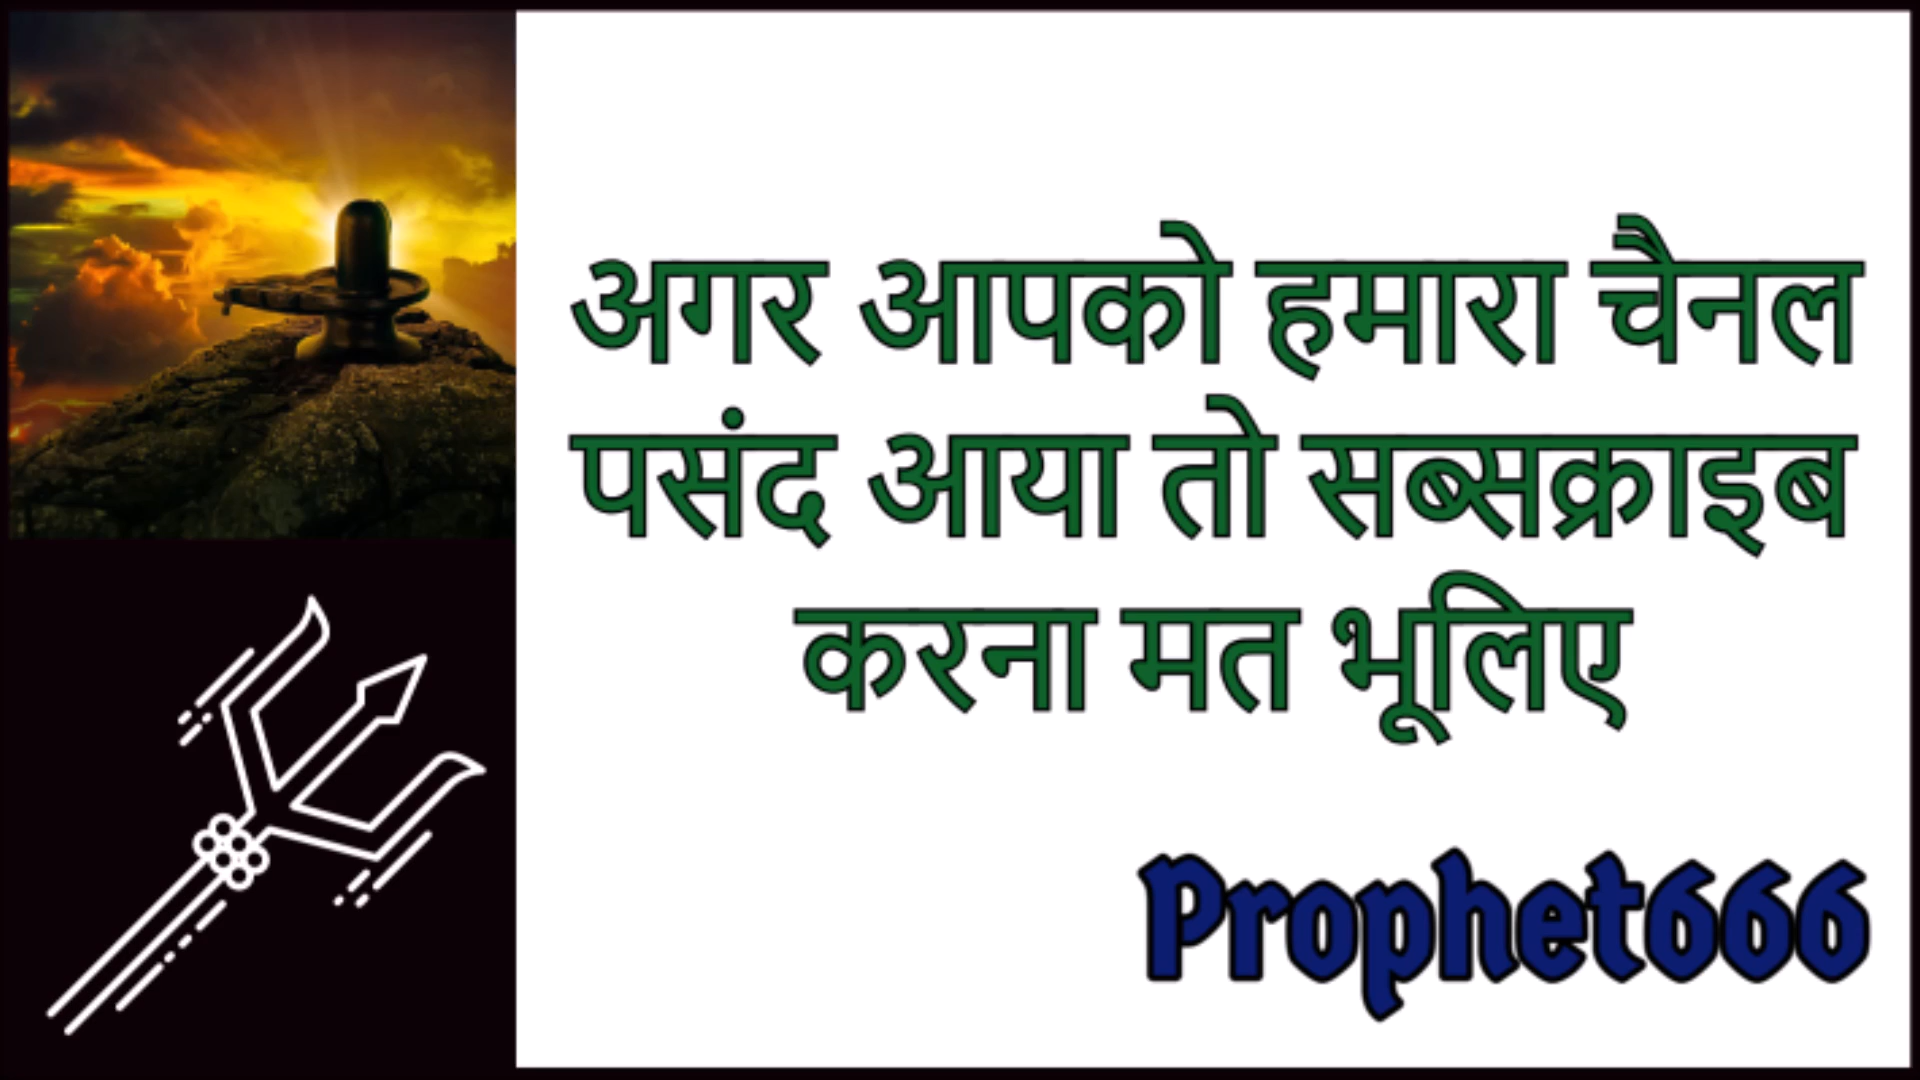 अगर आपको हमारा चैनल
पसंद आया तो सब्सक्राइब
करना मत भूलिए
Prophet666